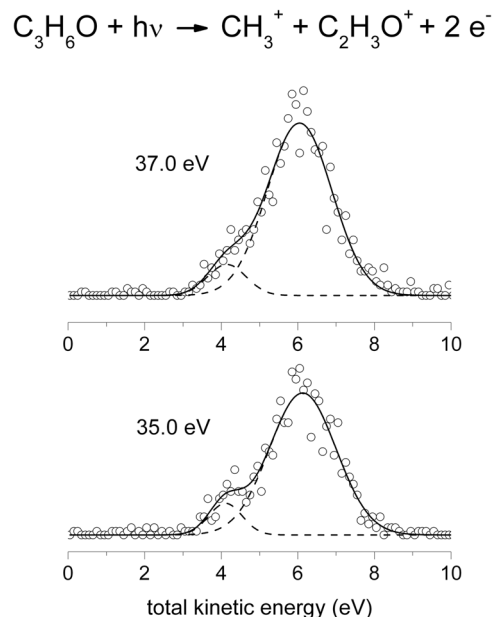 C₃H₆O + hν → CH₃⁺ + C₂H₃O⁺ + 2 e⁻
37.0 eV
0 2 4 6 8 10
35.0 eV
0 2 4 6 8 10
total kinetic energy (eV)